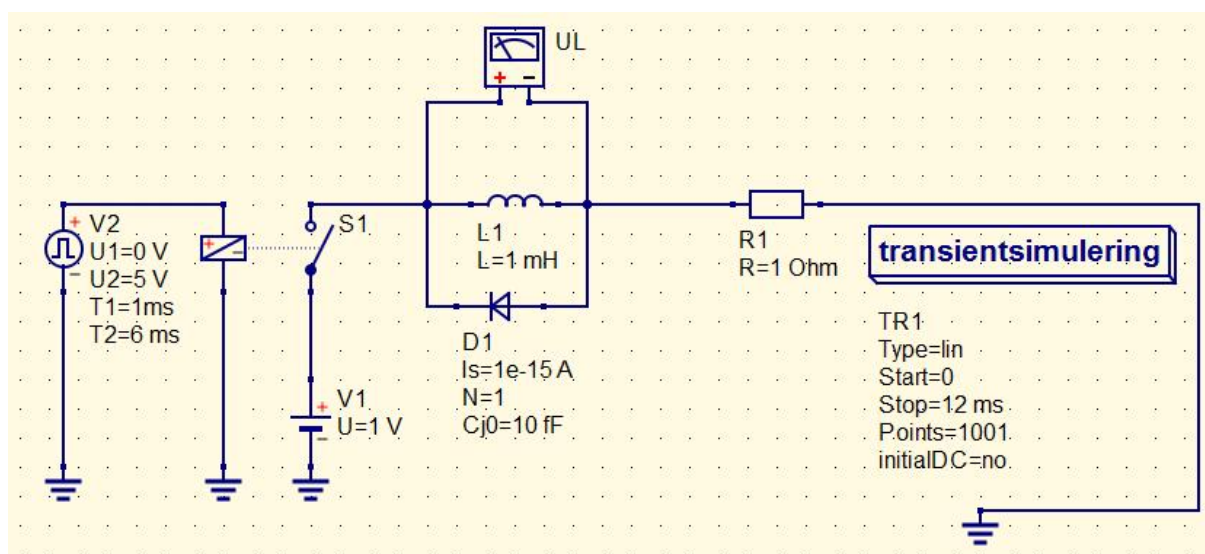 UL
+ −
+ V2
U1=0 V
U2=5 V
−
T1=1ms
T2=6 ms
+ −
S1
L1
L=1 mH
R1
R=1 Ohm
transientsimulering
D1
Is=1e-15 A
N=1
Cj0=10 fF
+ V1
− U=1 V
TR1
Type=lin
Start=0
Stop=12 ms
Points=1001
initialDC=no